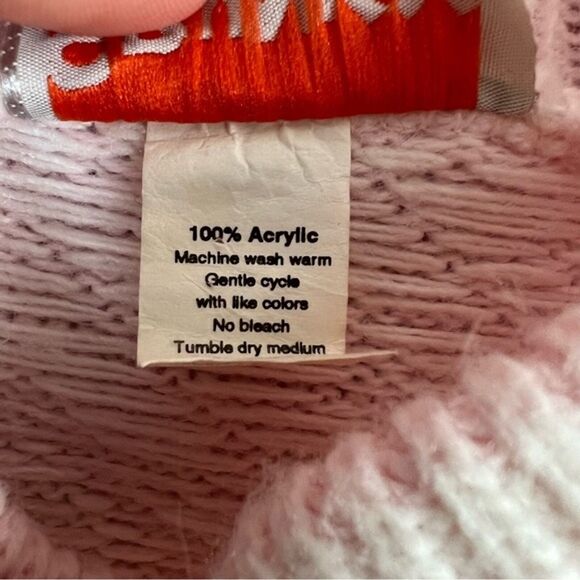 100% Acrylic
Machine wash warm
Gentle cycle
with like colors
No bleach
Tumble dry medium